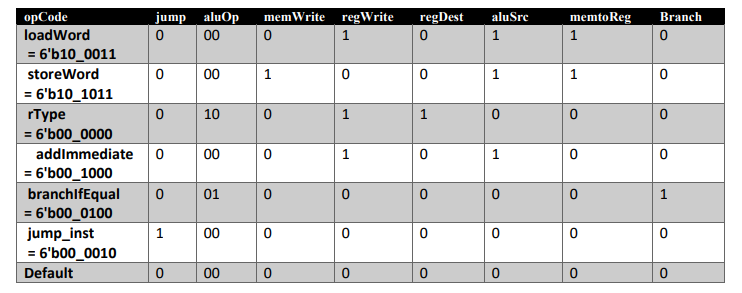 opCode jump aluOp memWrite regWrite regDest aluSrc memtoReg Branch
loadWord 0 00 0 1 0 1 1 0
= 6'b10_0011
storeWord 0 00 1 0 0 1 1 0
= 6'b10_1011
rType 0 10 0 1 1 0 0 0
= 6'b00_0000
addImmediate 0 00 0 1 0 1 0 0
= 6'b00_1000
branchIfEqual 0 01 0 0 0 0 0 1
= 6'b00_0100
jump_inst 1 00 0 0 0 0 0 0
= 6'b00_0010
Default 0 00 0 0 0 0 0 0